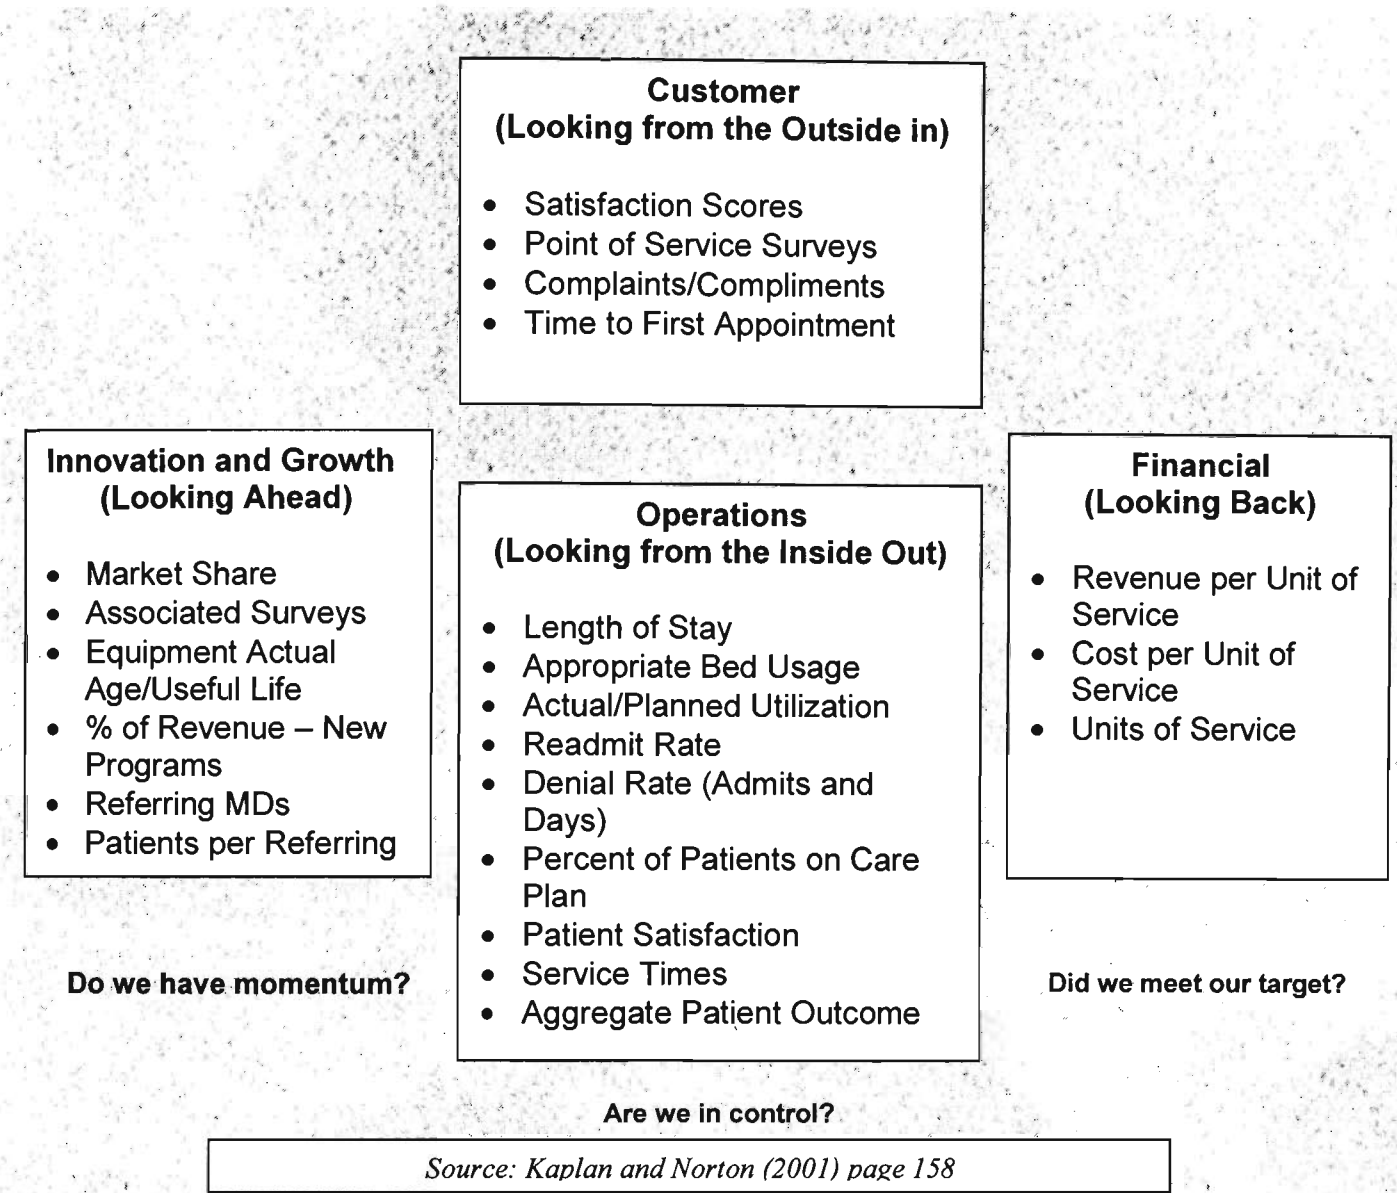 Customer
(Looking from the Outside in)
• Satisfaction Scores
• Point of Service Surveys
• Complaints/Compliments
• Time to First Appointment
Innovation and Growth
(Looking Ahead)
• Market Share
• Associated Surveys
• Equipment Actual
Age/Useful Life
• % of Revenue – New
Programs
• Referring MDs
• Patients per Referring
Operations
(Looking from the Inside Out)
• Length of Stay
• Appropriate Bed Usage
• Actual/Planned Utilization
• Readmit Rate
• Denial Rate (Admits and
Days)
• Percent of Patients on Care
Plan
• Patient Satisfaction
• Service Times
• Aggregate Patient Outcome
Financial
(Looking Back)
• Revenue per Unit of
Service
• Cost per Unit of
Service
• Units of Service
Do we have momentum?
Did we meet our target?
Are we in control?
Source: Kaplan and Norton (2001) page 158